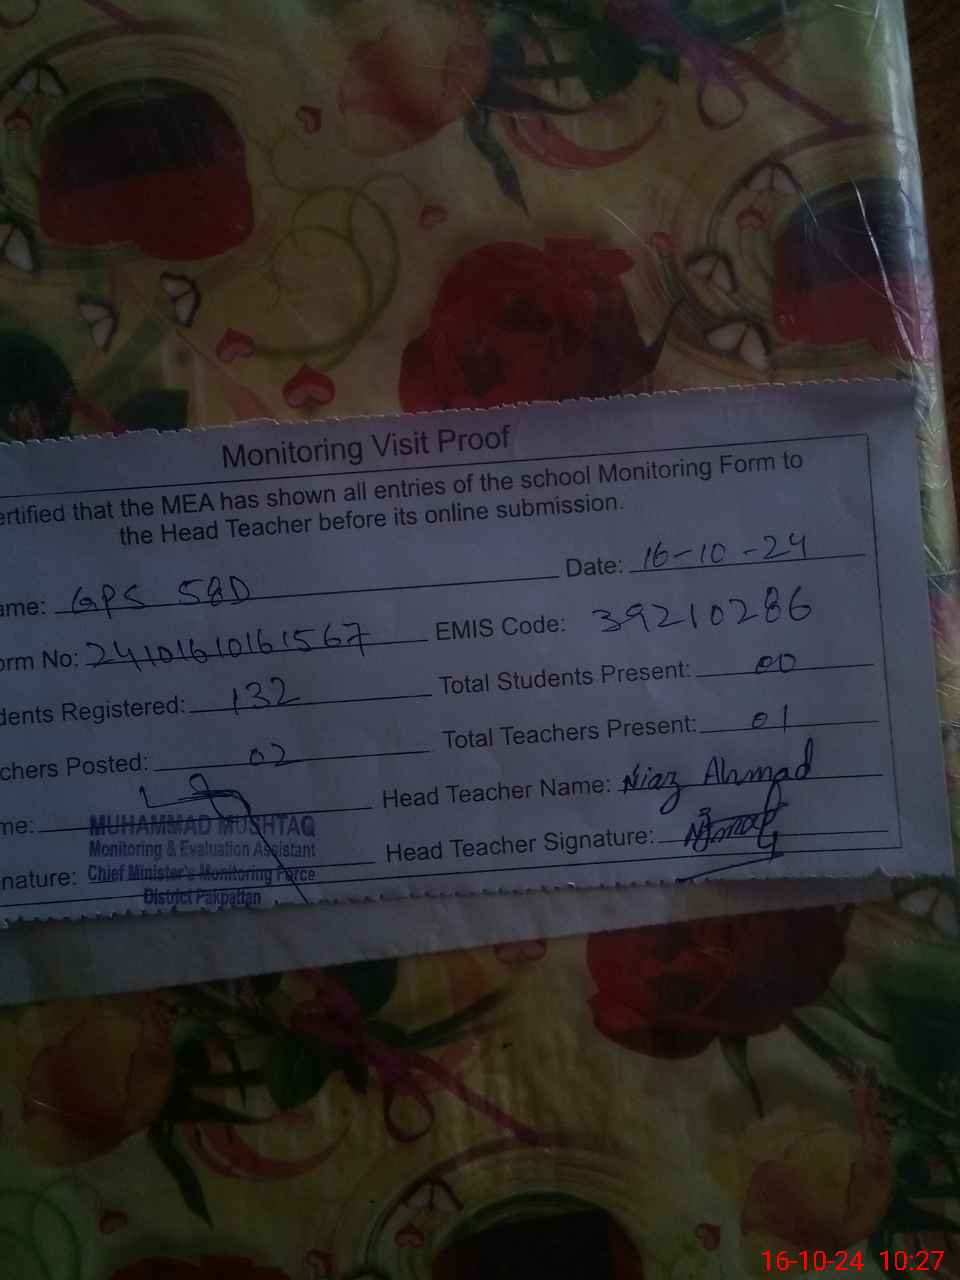 Monitoring Visit Proof
ertified that the MEA has shown all entries of the school Monitoring Form to
the Head Teacher before its online submission.
ame: GPS 58D Date: 16-10-24
orm No: 24101610161567 EMIS Code: 39210286
dents Registered: 132 Total Students Present: 00
chers Posted: 02 Total Teachers Present: 01
me: Head Teacher Name: Niaz Ahmad
nature: Head Teacher Signature:
MUHAMMAD MUSHTAQ
Monitoring & Evaluation Assistant
Chief Minister's Monitoring Force
District Pakpattan
16-10-24 10:27